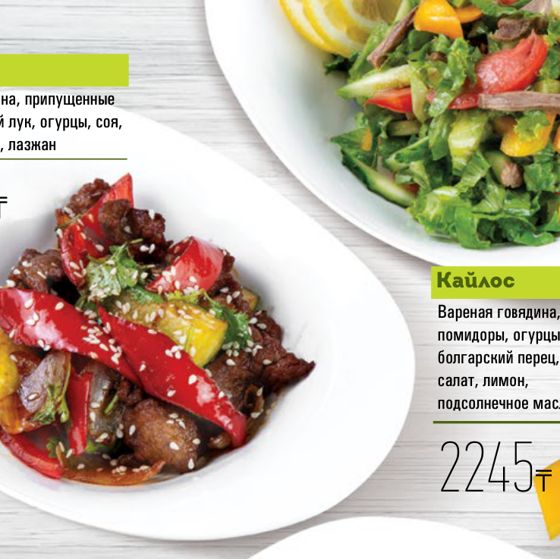 на, припущенные
й лук, огурцы, соя,
, лазжан
₸
Кайлос
Вареная говядина,
помидоры, огурцы
болгарский перец,
салат, лимон,
подсолнечное мас
2245₸